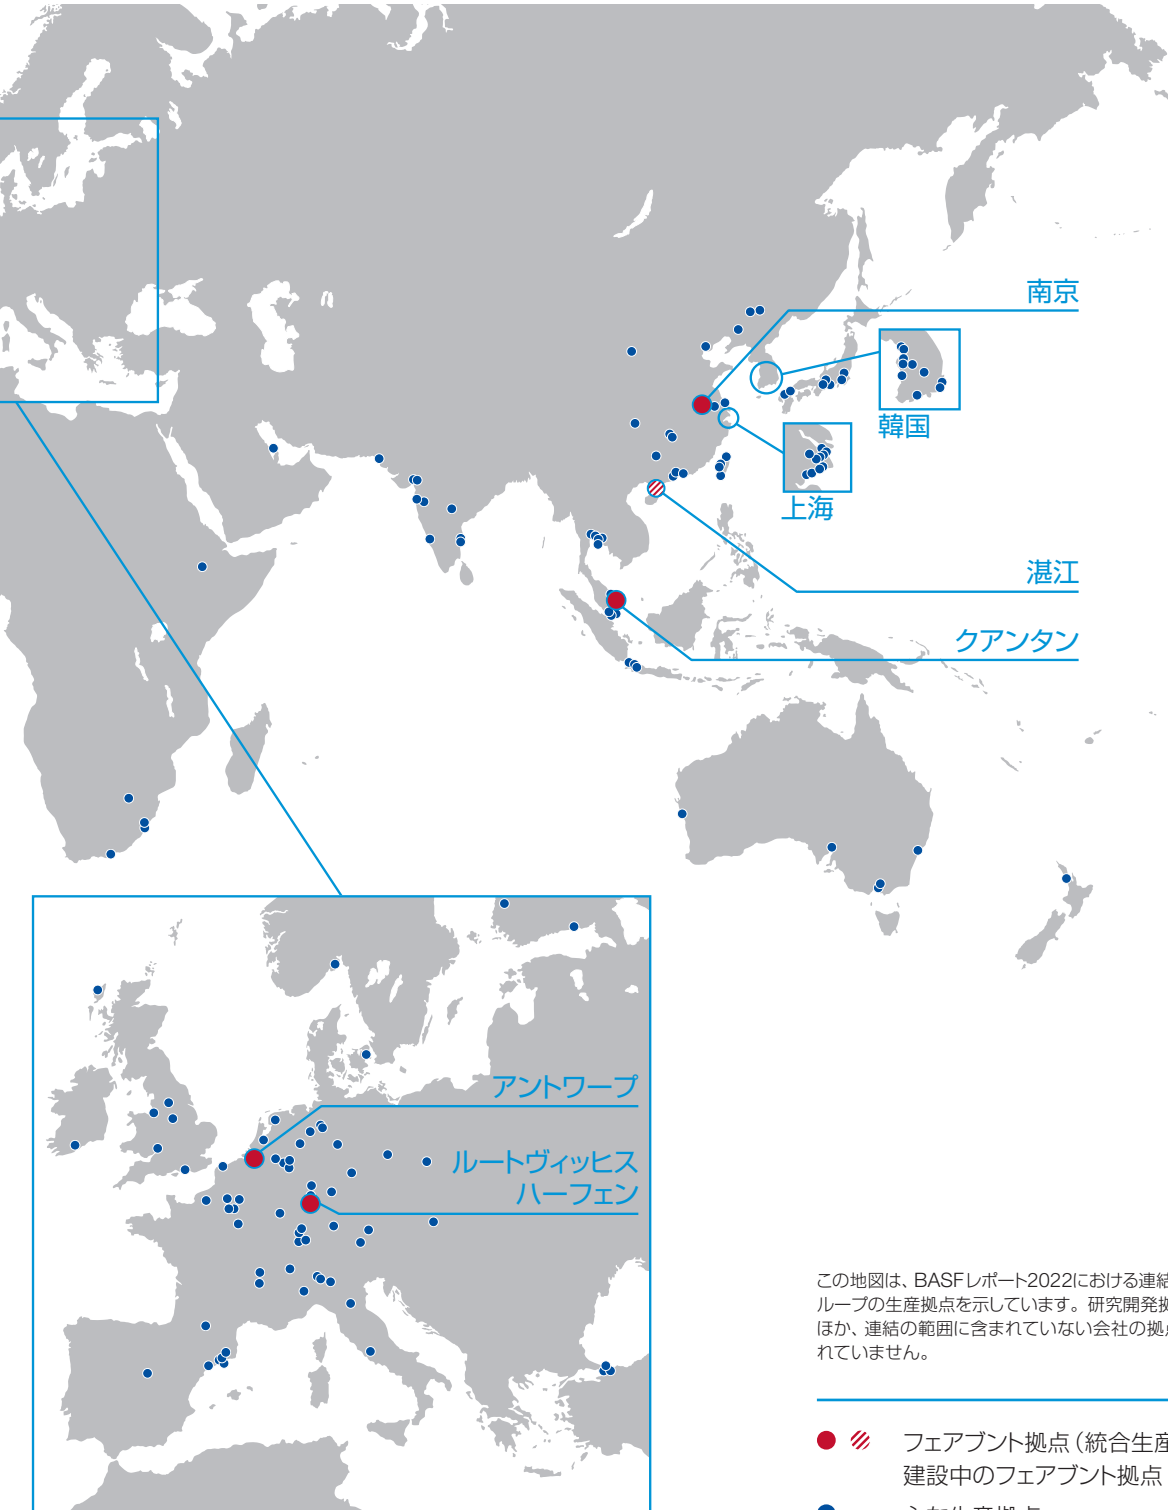 南京
韓国
上海
湛江
クアンタン
アントワープ
ルートヴィッヒス
ハーフェン
この地図は、BASFレポート2022における連結
ループの生産拠点を示しています。研究開発拠
ほか、連結の範囲に含まれていない会社の拠
れていません。
フェアブント拠点（統合生産
建設中のフェアブント拠点